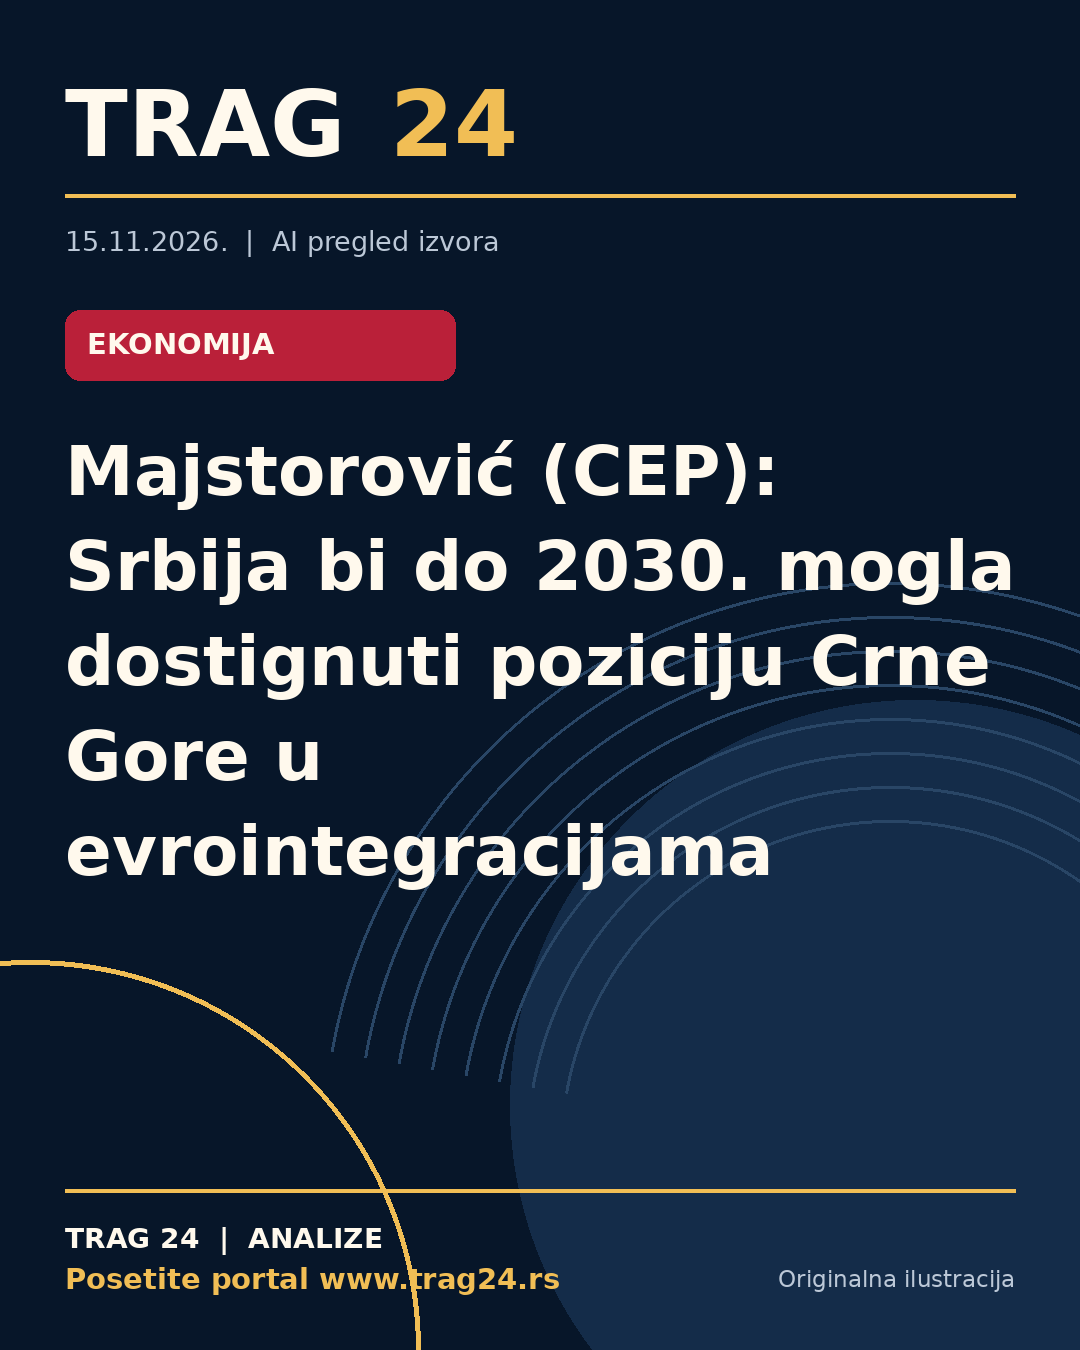 TRAG 24
15.11.2026. | AI pregled izvora
EKONOMIJA
Majstorović (CEP):
Srbija bi do 2030. mogla
dostignuti poziciju Crne
Gore u
evrointegracijama
TRAG 24 | ANALIZE
Posetite portal www.trag24.rs
Originalna ilustracija